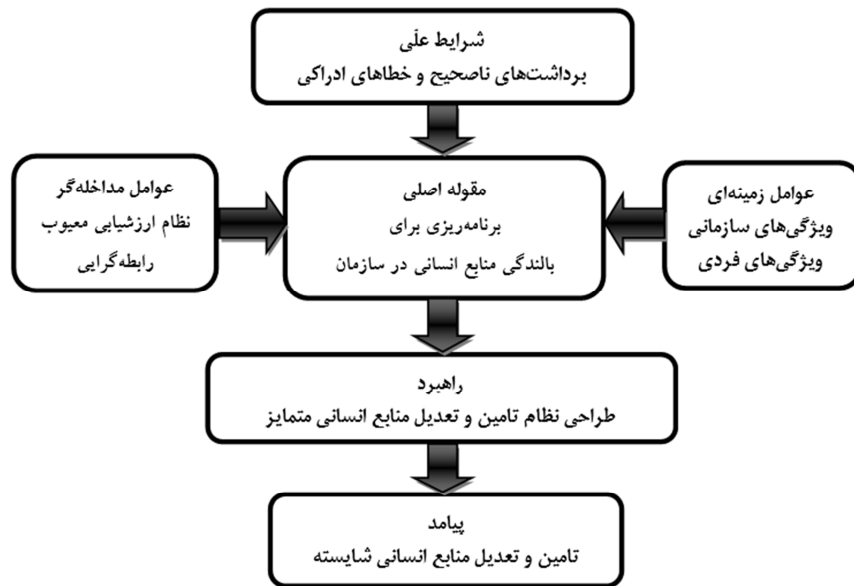 شرایط علّی
برداشت‌های ناصحیح و خطاهای ادراکی
عوامل زمینه‌ای
ویژگی‌های سازمانی
ویژگی‌های فردی
مقوله اصلی
برنامه‌ریزی برای
بالندگی منابع انسانی در سازمان
عوامل مداخله‌گر
نظام ارزشیابی معیوب
رابطه‌گرایی
راهبرد
طراحی نظام تامین و تعدیل منابع انسانی متمایز
پیامد
تامین و تعدیل منابع انسانی شایسته